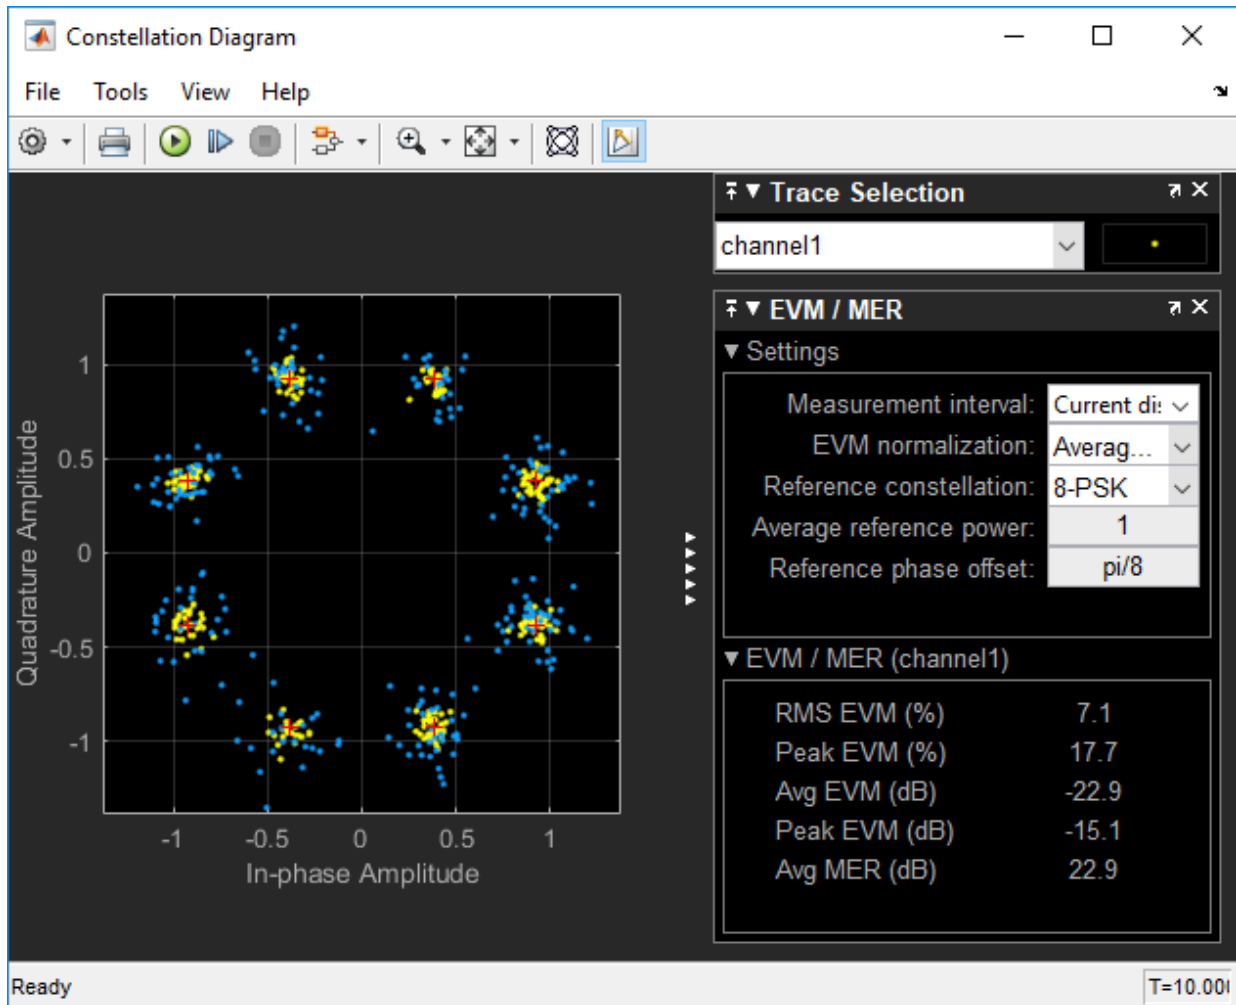 Constellation Diagram
File Tools View Help
Trace Selection
channel1
EVM / MER
Settings
Measurement interval: Current dis
EVM normalization: Averag...
Reference constellation: 8-PSK
Average reference power: 1
Reference phase offset: pi/8
EVM / MER (channel1)
RMS EVM (%) 7.1
Peak EVM (%) 17.7
Avg EVM (dB) -22.9
Peak EVM (dB) -15.1
Avg MER (dB) 22.9
Quadrature Amplitude
1
0.5
0
-0.5
-1
-1 -0.5 0 0.5 1
In-phase Amplitude
Ready T=10.00